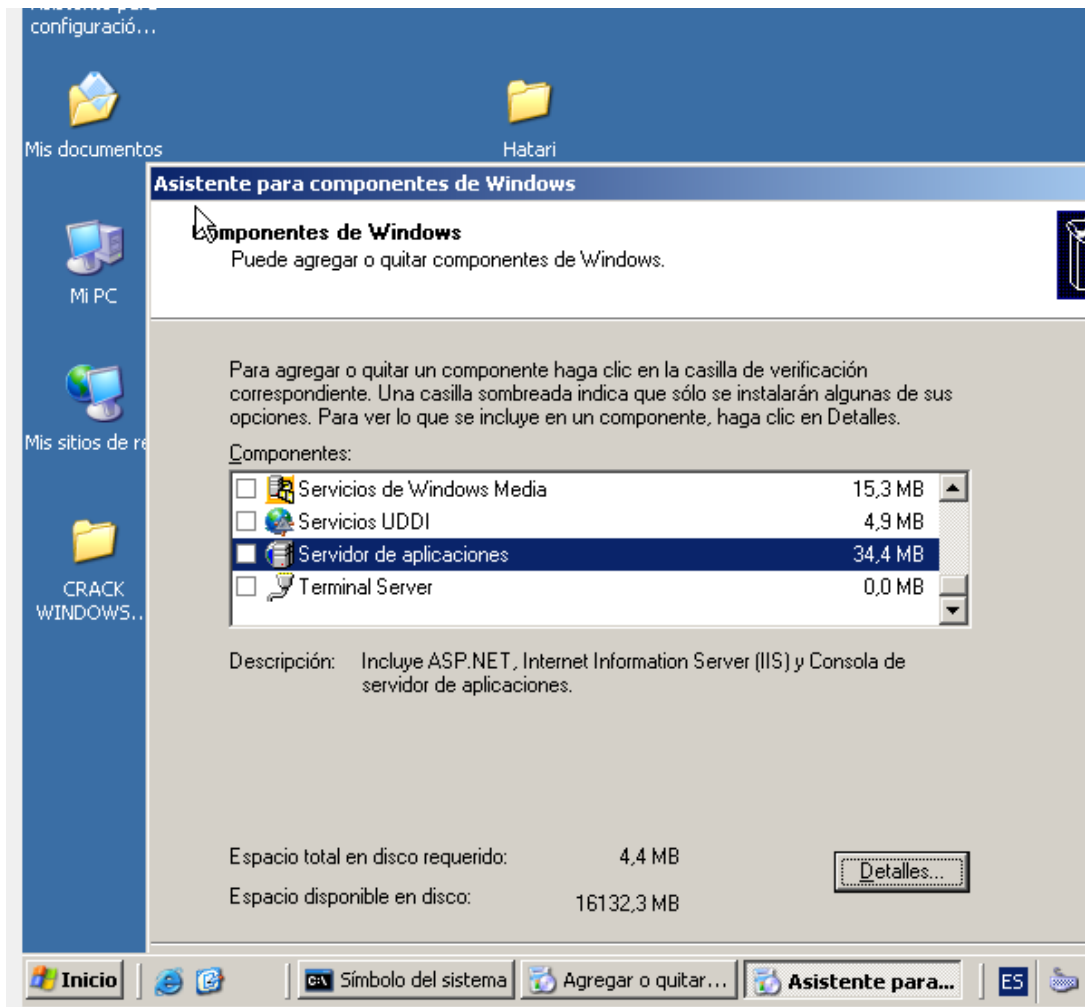 configuració...
Mis documentos
Hatari
Asistente para componentes de Windows
Componentes de Windows
Puede agregar o quitar componentes de Windows.
Mi PC
Para agregar o quitar un componente haga clic en la casilla de verificación
correspondiente. Una casilla sombreada indica que sólo se instalarán algunas de sus
opciones. Para ver lo que se incluye en un componente, haga clic en Detalles.
Mis sitios de re
Componentes:
Servicios de Windows Media 15,3 MB
Servicios UDDI 4,9 MB
Servidor de aplicaciones 34,4 MB
Terminal Server 0,0 MB
CRACK
WINDOWS..
Descripción: Incluye ASP.NET, Internet Information Server (IIS) y Consola de
servidor de aplicaciones.
Espacio total en disco requerido: 4,4 MB
Detalles...
Espacio disponible en disco: 16132,3 MB
Inicio
Símbolo del sistema
Agregar o quitar...
Asistente para...
ES